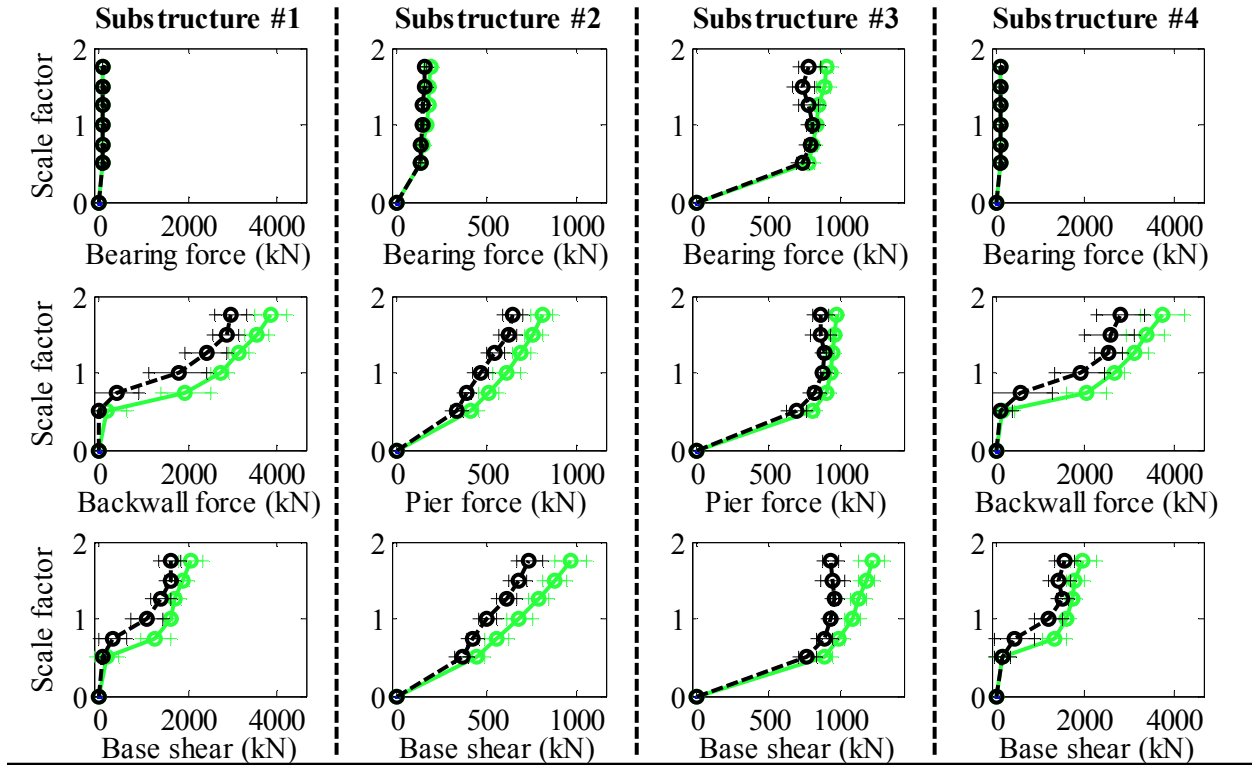 Substructure #1 Substructure #2 Substructure #3 Substructure #4
Scale factor
2 2 2 2
1 1 1 1
0 0 0 0
0 2000 4000 0 500 1000 0 500 1000 0 2000 4000
Bearing force (kN) Bearing force (kN) Bearing force (kN) Bearing force (kN)
Scale factor
2 2 2 2
1 1 1 1
0 0 0 0
0 2000 4000 0 500 1000 0 500 1000 0 2000 4000
Backwall force (kN) Pier force (kN) Pier force (kN) Backwall force (kN)
Scale factor
2 2 2 2
1 1 1 1
0 0 0 0
0 2000 4000 0 500 1000 0 500 1000 0 2000 4000
Base shear (kN) Base shear (kN) Base shear (kN) Base shear (kN)